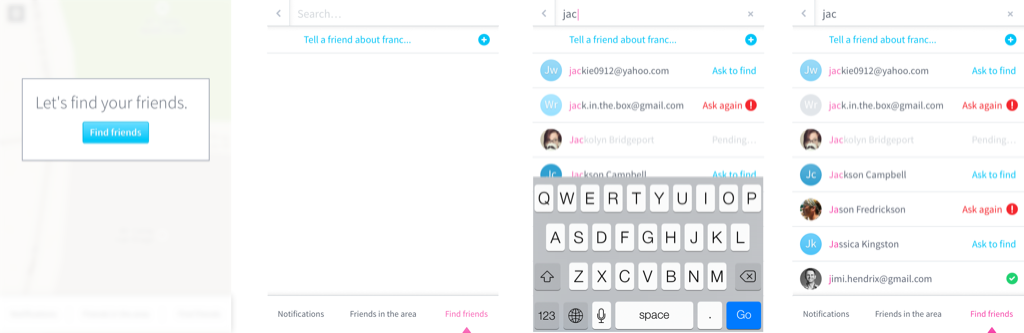 Let's find your friends.
Find friends
Search...
Tell a friend about franc...
Notifications
Friends in the area
Find friends
jac
Tell a friend about franc...
Jw
jackie0912@yahoo.com
Ask to find
Wr
jack.in.the.box@gmail.com
Ask again !
Jackolyn Bridgeport
Pending...
Jc
Jackson Campbell
Ask to find
Q W E R T Y U I O P
A S D F G H J K L
Z X C V B N M
123
space
.
Go
jac
Tell a friend about franc...
Jw
jackie0912@yahoo.com
Ask to find
Wr
jack.in.the.box@gmail.com
Ask again !
Jackolyn Bridgeport
Pending...
Jc
Jackson Campbell
Ask to find
Jason Fredrickson
Ask again !
Jk
Jassica Kingston
Ask to find
jimi.hendrix@gmail.com
Notifications
Friends in the area
Find friends